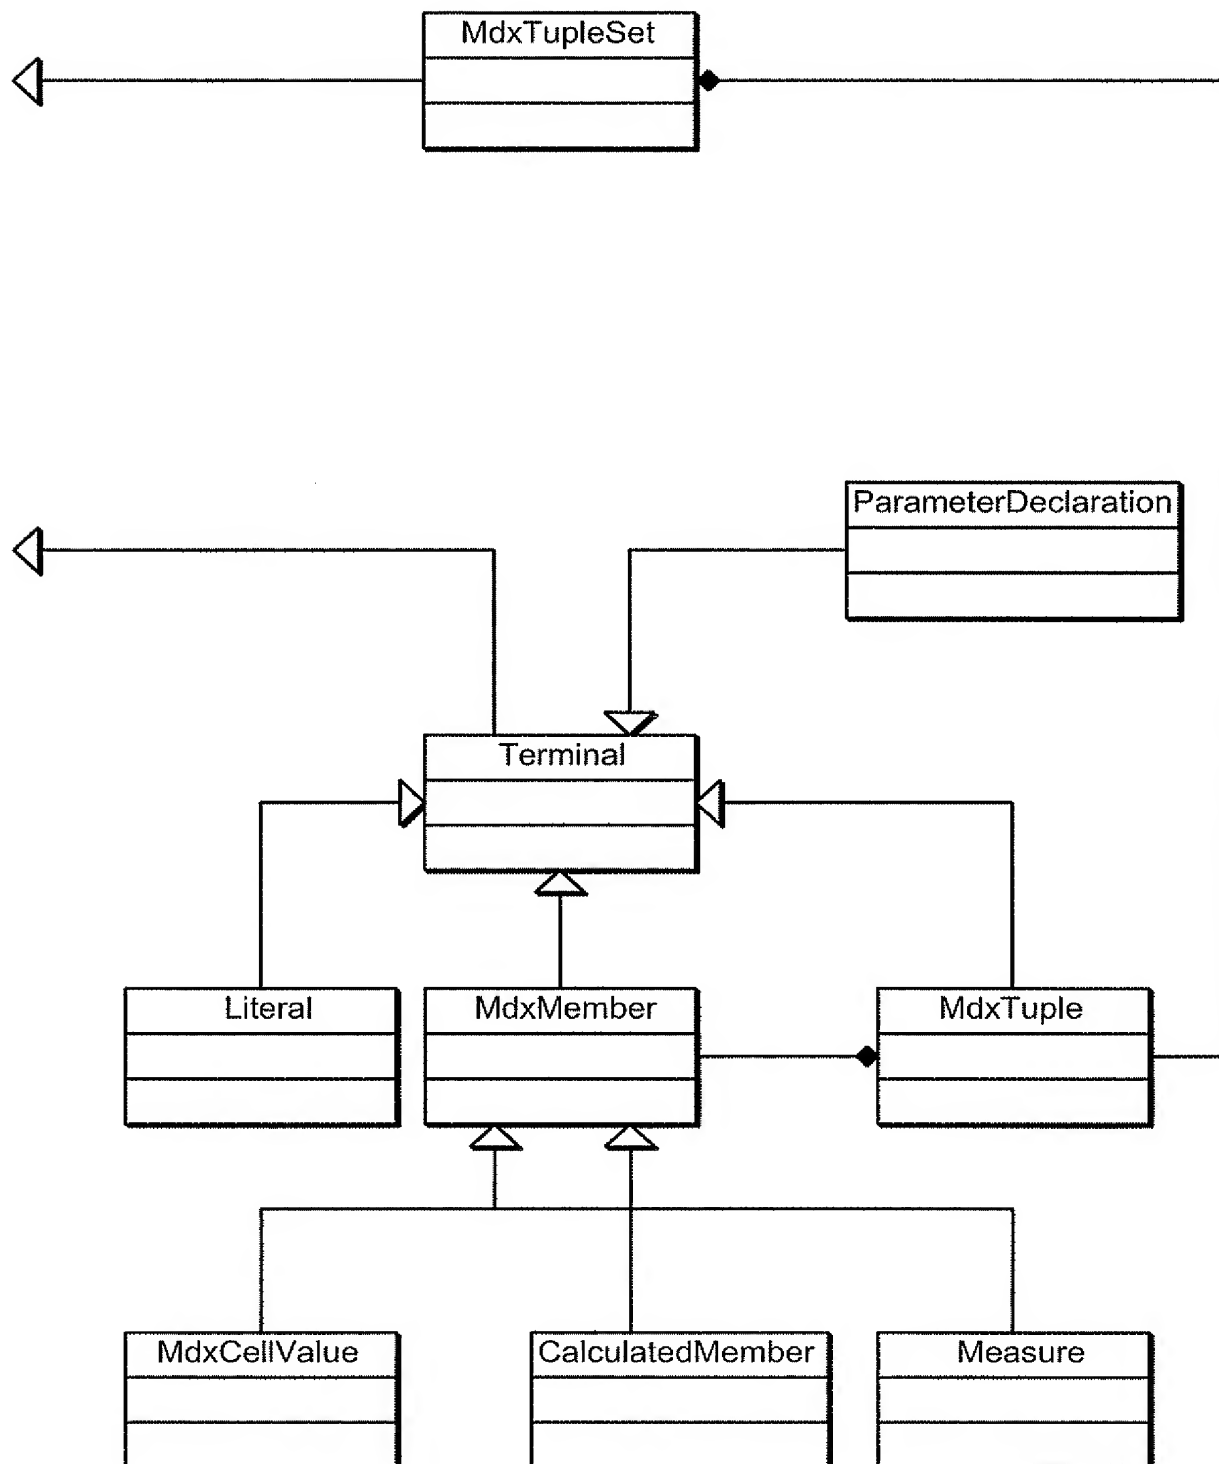 MdxTupleSet
ParameterDeclaration
Terminal
Literal
MdxMember
MdxTuple
MdxCellValue
CalculatedMember
Measure